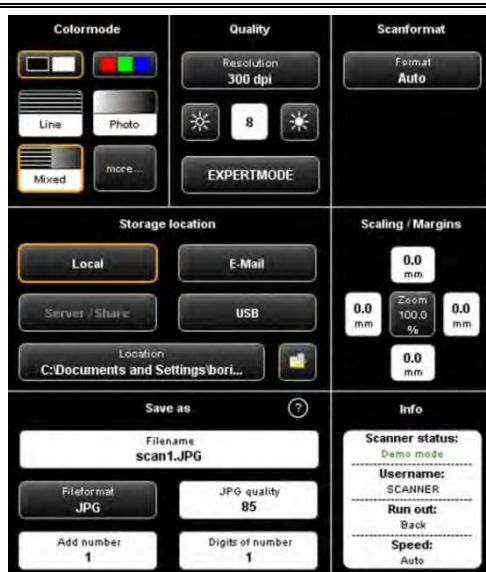 Colormode
Quality
Scanformat
Resolution
300 dpi
Format
Auto
Line
Photo
8
Mixed
more...
EXPERTMODE
Storage location
Scaling / Margins
Local
E-Mail
0.0
mm
Server / Share
USB
0.0
mm
Zoom
100.0
%
0.0
mm
Location
C:\Documents and Settings\bori...
0.0
mm
Save as
?
Info
Filename
scan1.JPG
Scanner status:
Demo mode
Username:
SCANNER
Fileformat
JPG
JPG quality
85
Run out:
Back
Add number
1
Digits of number
1
Speed:
Auto